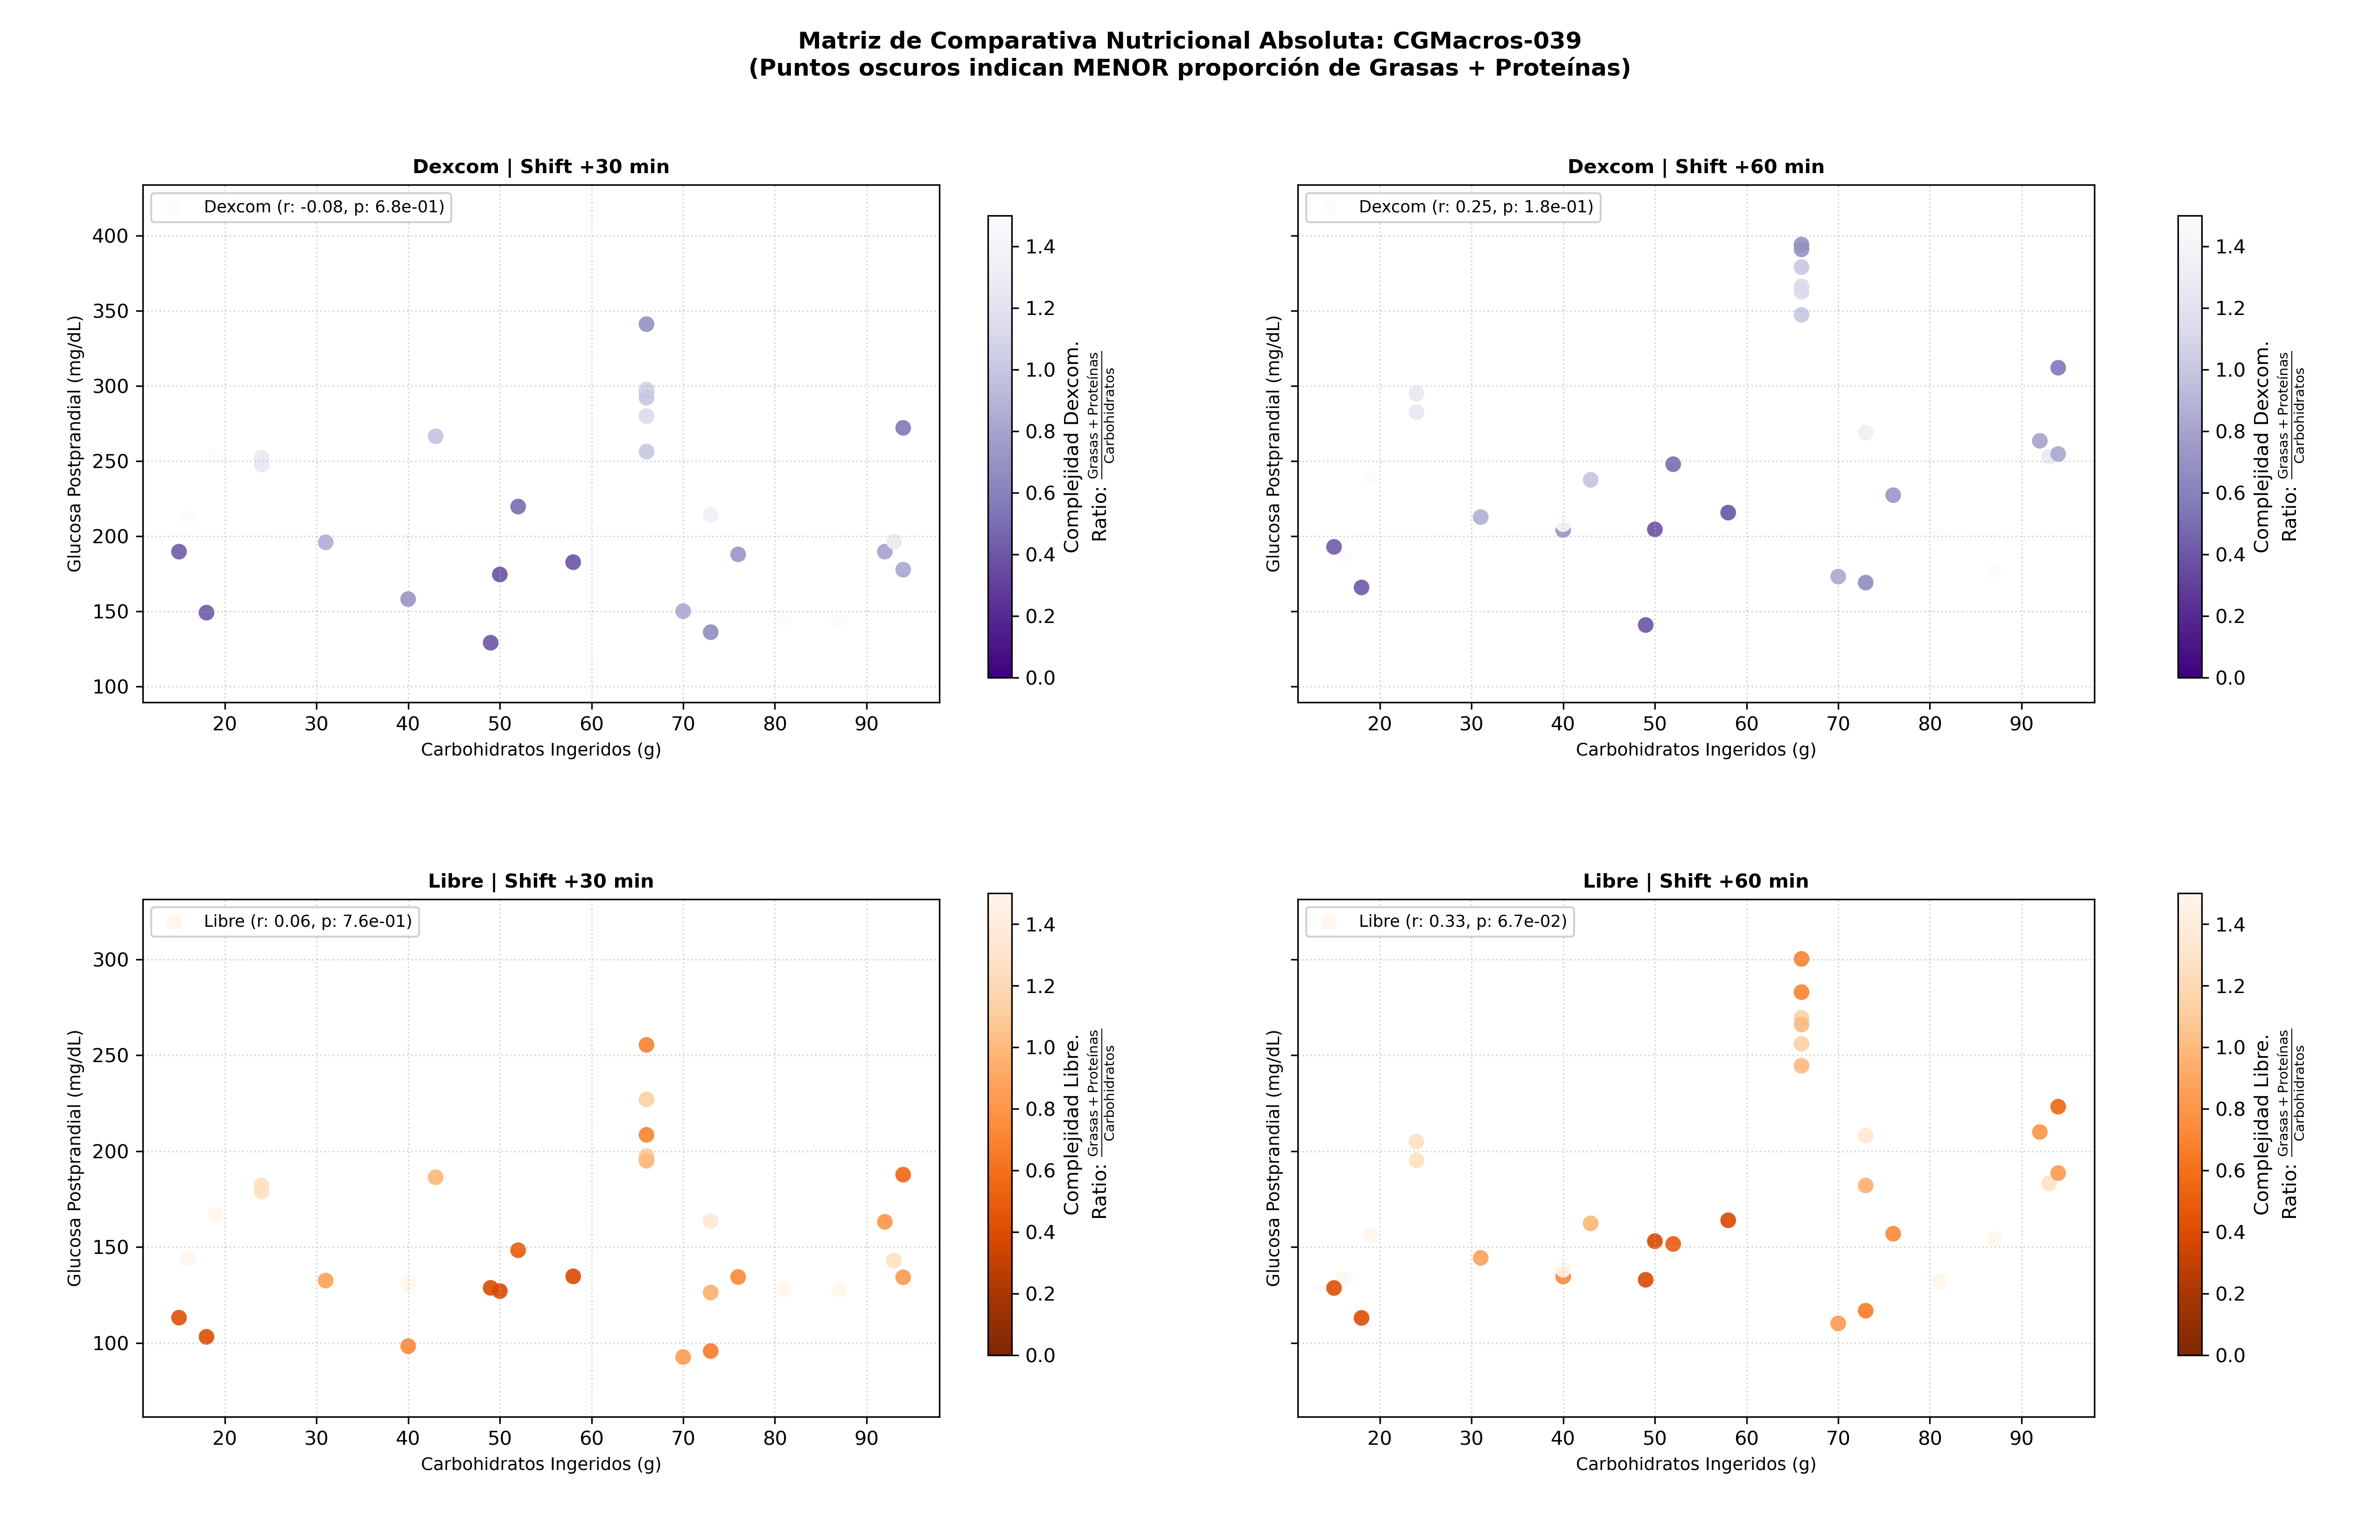 Matriz de Comparativa Nutricional Absoluta: CGMacros-039
(Puntos oscuros indican MENOR proporción de Grasas + Proteínas)
Dexcom | Shift +30 min
Dexcom (r: -0.08, p: 6.8e-01)
Glucosa Postprandial (mg/dL)
400
350
300
250
200
150
100
20 30 40 50 60 70 80 90
Carbohidratos Ingeridos (g)
1.4
1.2
1.0
0.8
0.6
0.4
0.2
0.0
Complejidad Dexcom.
Ratio: Grasas + Proteínas
Carbohidratos
Dexcom | Shift +60 min
Dexcom (r: 0.25, p: 1.8e-01)
Glucosa Postprandial (mg/dL)
20 30 40 50 60 70 80 90
Carbohidratos Ingeridos (g)
1.4
1.2
1.0
0.8
0.6
0.4
0.2
0.0
Complejidad Dexcom.
Ratio: Grasas + Proteínas
Carbohidratos
Libre | Shift +30 min
Libre (r: 0.06, p: 7.6e-01)
Glucosa Postprandial (mg/dL)
300
250
200
150
100
20 30 40 50 60 70 80 90
Carbohidratos Ingeridos (g)
1.4
1.2
1.0
0.8
0.6
0.4
0.2
0.0
Complejidad Libre.
Ratio: Grasas + Proteínas
Carbohidratos
Libre | Shift +60 min
Libre (r: 0.33, p: 6.7e-02)
Glucosa Postprandial (mg/dL)
20 30 40 50 60 70 80 90
Carbohidratos Ingeridos (g)
1.4
1.2
1.0
0.8
0.6
0.4
0.2
0.0
Complejidad Libre.
Ratio: Grasas + Proteínas
Carbohidratos